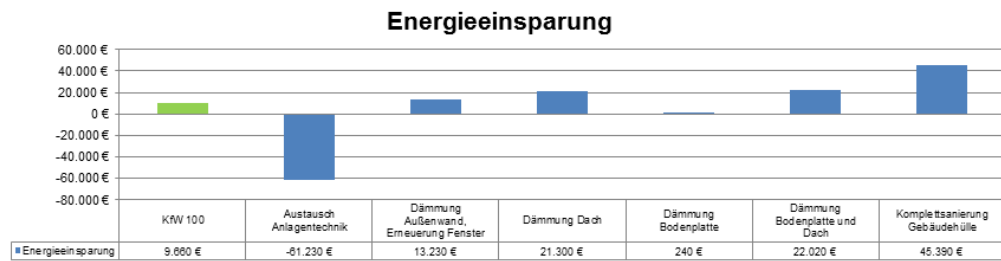 Energieeinsparung
60.000 €
40.000 €
20.000 €
0 €
-20.000 €
-40.000 €
-60.000 €
-80.000 €
KfW 100
Austausch
Anlagentechnik
Dämmung
Außenwand,
Erneuerung Fenster
Dämmung Dach
Dämmung
Bodenplatte
Dämmung
Bodenplatte und
Dach
Komplettsanierung
Gebäudehülle
Energieeinsparung 9.660 € -61.230 € 13.230 € 21.300 € 240 € 22.020 € 45.390 €